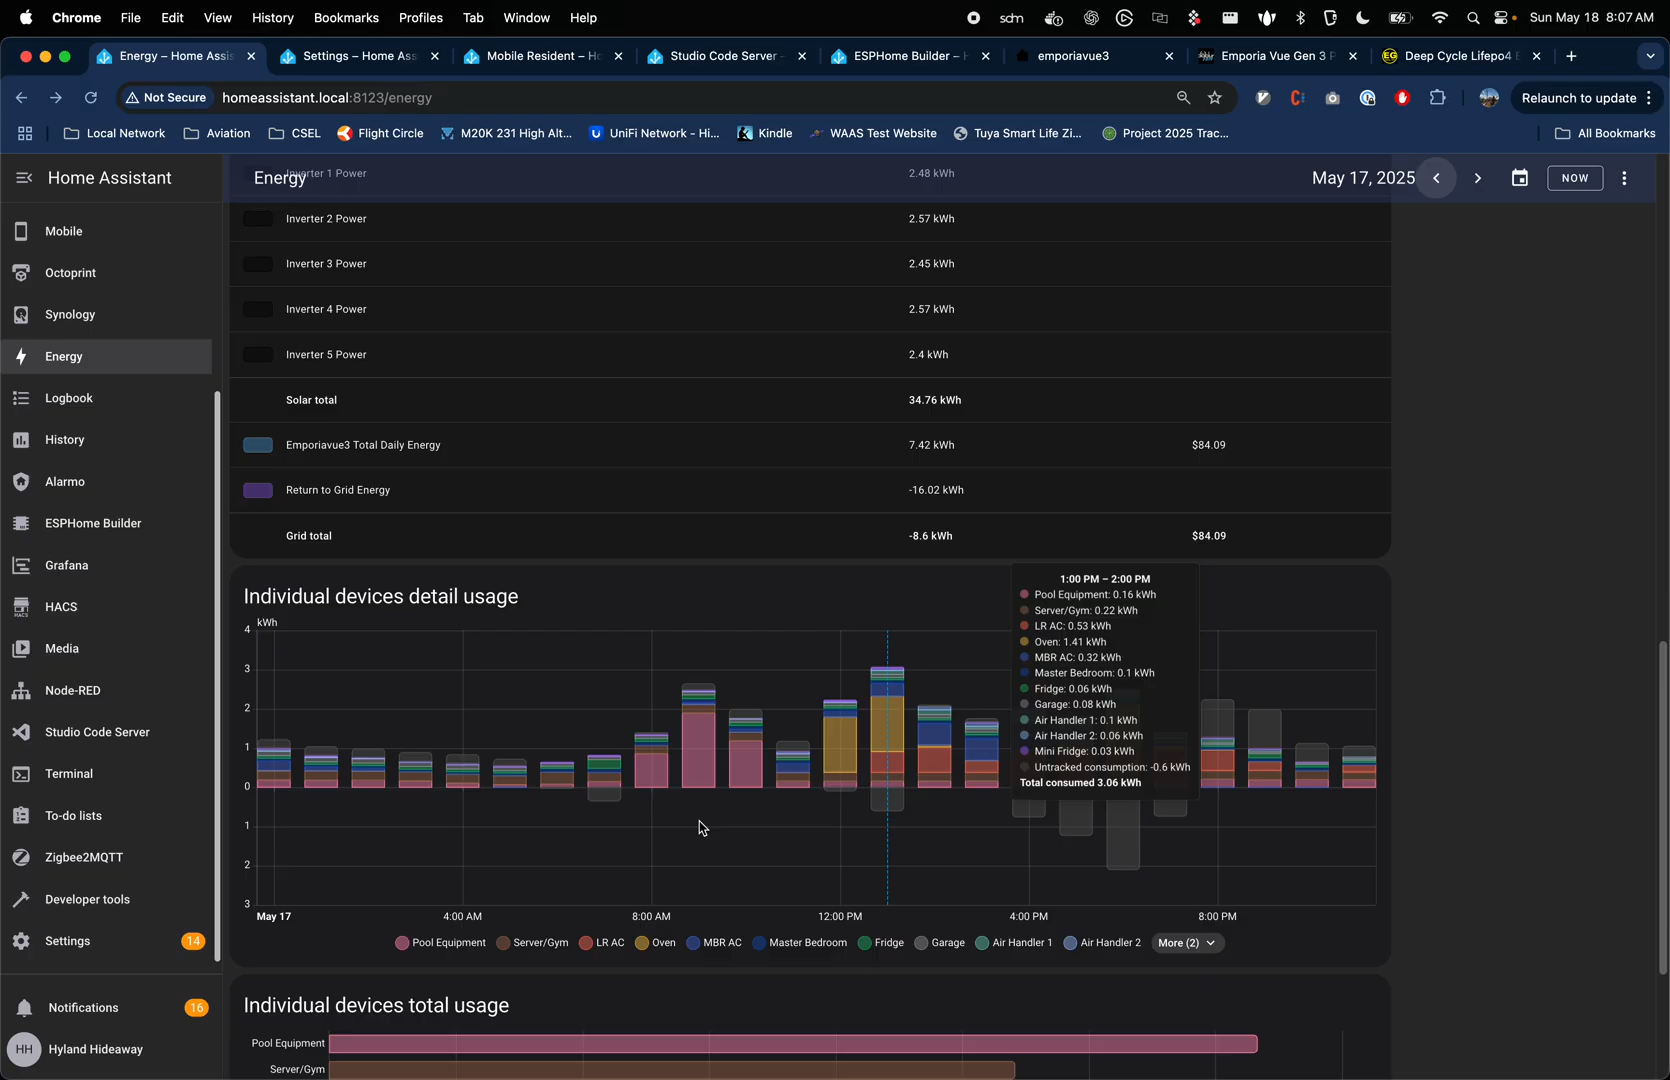 Chrome File Edit View History Bookmarks Profiles Tab Window Help sdm Sun May 18 8:07 AM
Energy – Home Assis Settings – Home Ass Mobile Resident – Ho Studio Code Server – ESPHome Builder – H emporiavue3 Emporia Vue Gen 3 P Deep Cycle Lifepo4 B
Not Secure homeassistant.local:8123/energy Relaunch to update
Local Network Aviation CSEL Flight Circle M20K 231 High Alt... UniFi Network - Hi... Kindle WAAS Test Website Tuya Smart Life Zi... Project 2025 Trac... All Bookmarks
Home Assistant
Mobile
Octoprint
Synology
Energy
Logbook
History
Alarmo
ESPHome Builder
Grafana
HACS
Media
Node-RED
Studio Code Server
Terminal
To-do lists
Zigbee2MQTT
Developer tools
Settings 14
Notifications 16
HH Hyland Hideaway
Energy May 17, 2025 NOW
Inverter 1 Power 2.48 kWh
Inverter 2 Power 2.57 kWh
Inverter 3 Power 2.45 kWh
Inverter 4 Power 2.57 kWh
Inverter 5 Power 2.4 kWh
Solar total 34.76 kWh
Emporiavue3 Total Daily Energy 7.42 kWh $84.09
Return to Grid Energy -16.02 kWh
Grid total -8.6 kWh $84.09
Individual devices detail usage
kWh
4
3
2
1
0
1
2
3
May 17 4:00 AM 8:00 AM 12:00 PM 4:00 PM 8:00 PM
1:00 PM – 2:00 PM
Pool Equipment: 0.16 kWh
Server/Gym: 0.22 kWh
LR AC: 0.53 kWh
Oven: 1.41 kWh
MBR AC: 0.32 kWh
Master Bedroom: 0.1 kWh
Fridge: 0.06 kWh
Garage: 0.08 kWh
Air Handler 1: 0.1 kWh
Air Handler 2: 0.06 kWh
Mini Fridge: 0.03 kWh
Untracked consumption: -0.6 kWh
Total consumed 3.06 kWh
Pool Equipment Server/Gym LR AC Oven MBR AC Master Bedroom Fridge Garage Air Handler 1 Air Handler 2 More (2)
Individual devices total usage
Pool Equipment
Server/Gym